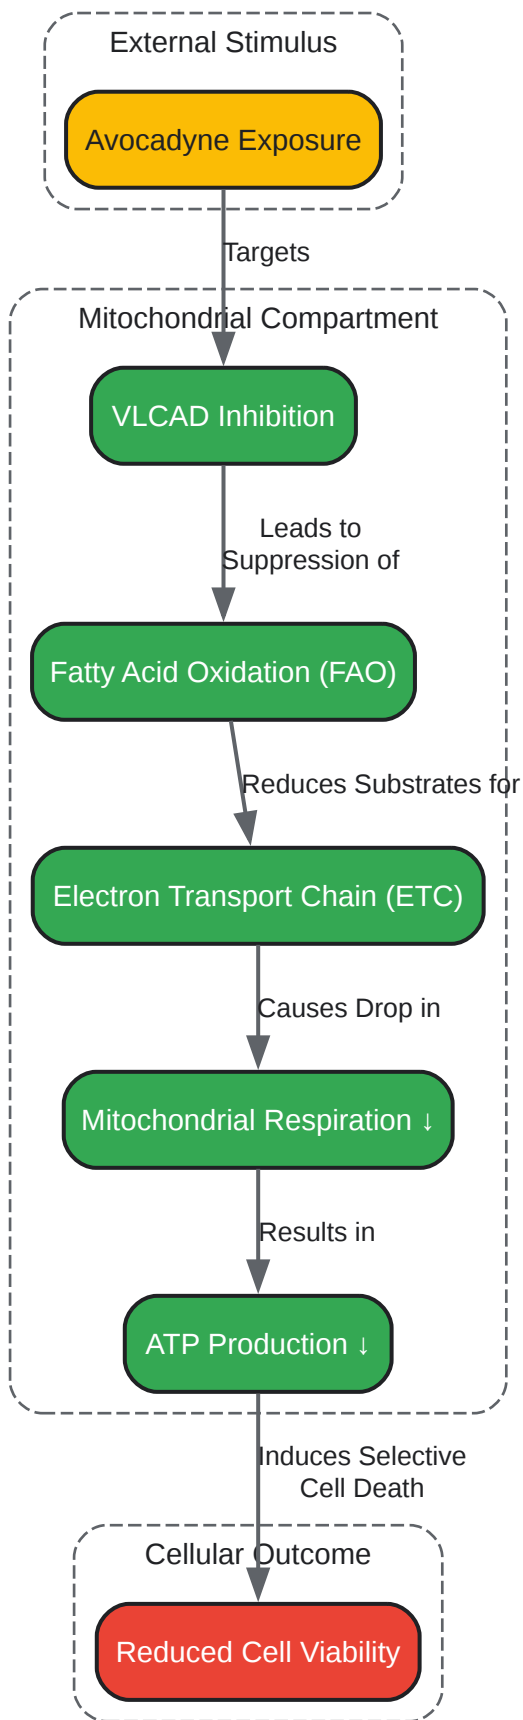 External Stimulus
Avocadyne Exposure
Targets
Mitochondrial Compartment
VLCAD Inhibition
Leads to
Suppression of
Fatty Acid Oxidation (FAO)
Reduces Substrates for
Electron Transport Chain (ETC)
Causes Drop in
Mitochondrial Respiration ↓
Results in
ATP Production ↓
Induces Selective
Cell Death
Cellular Outcome
Reduced Cell Viability